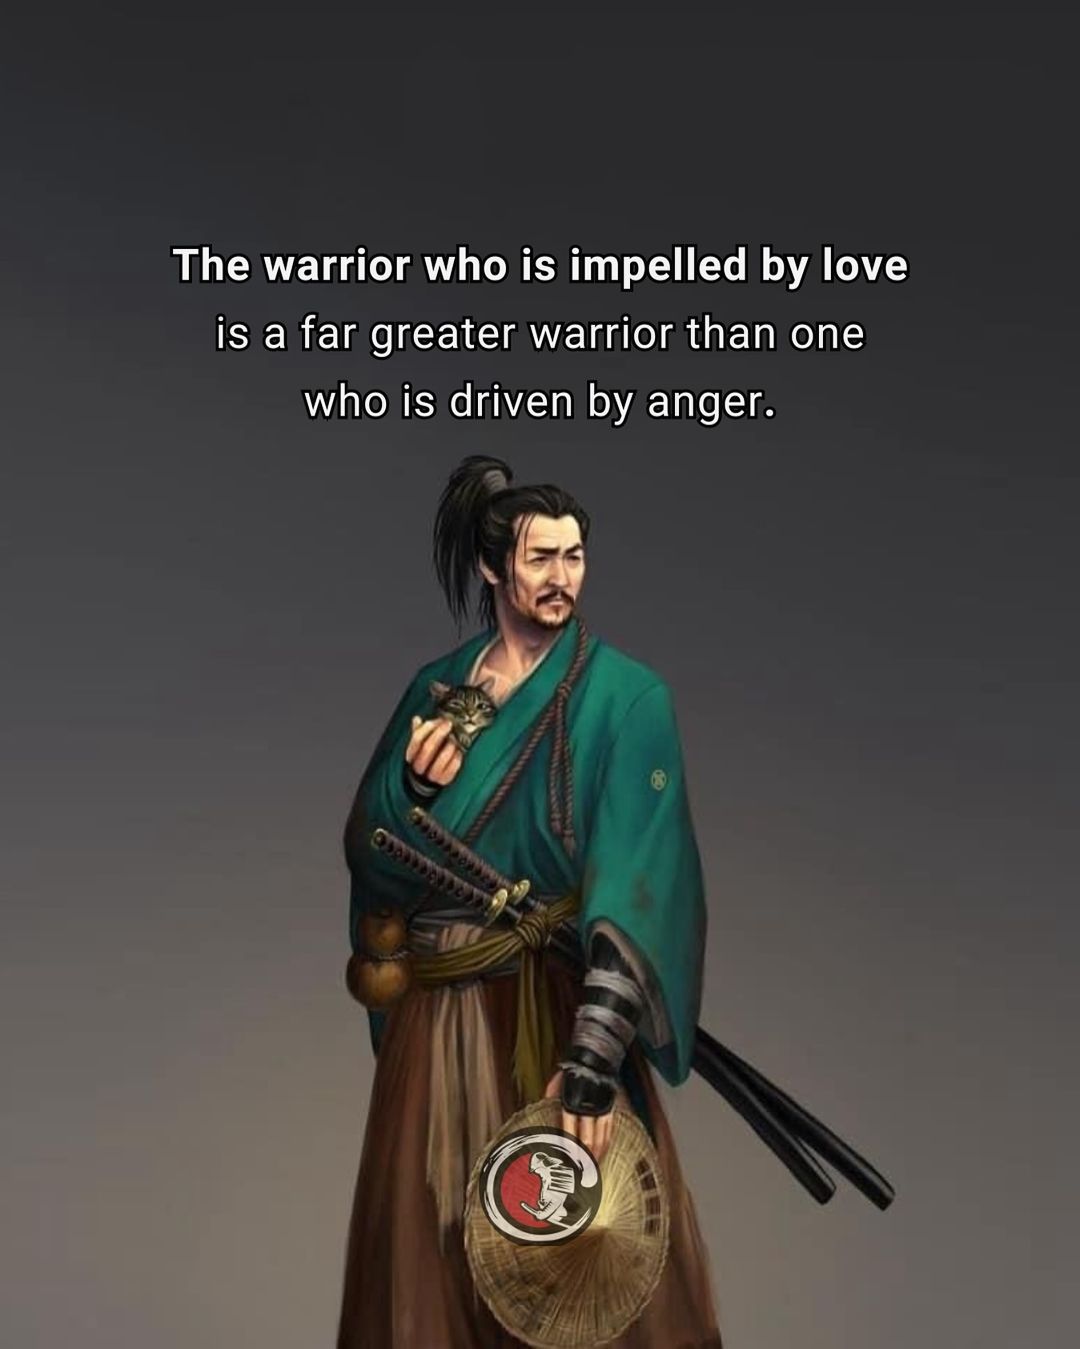 The warrior who is impelled by love
is a far greater warrior than one
who is driven by anger.